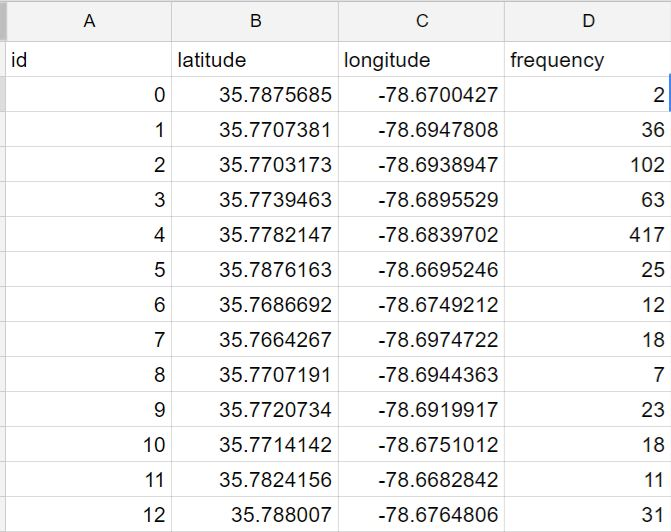 A B C D
id latitude longitude frequency
0 35.7875685 -78.6700427 2
1 35.7707381 -78.6947808 36
2 35.7703173 -78.6938947 102
3 35.7739463 -78.6895529 63
4 35.7782147 -78.6839702 417
5 35.7876163 -78.6695246 25
6 35.7686692 -78.6749212 12
7 35.7664267 -78.6974722 18
8 35.7707191 -78.6944363 7
9 35.7720734 -78.6919917 23
10 35.7714142 -78.6751012 18
11 35.7824156 -78.6682842 11
12 35.788007 -78.6764806 31